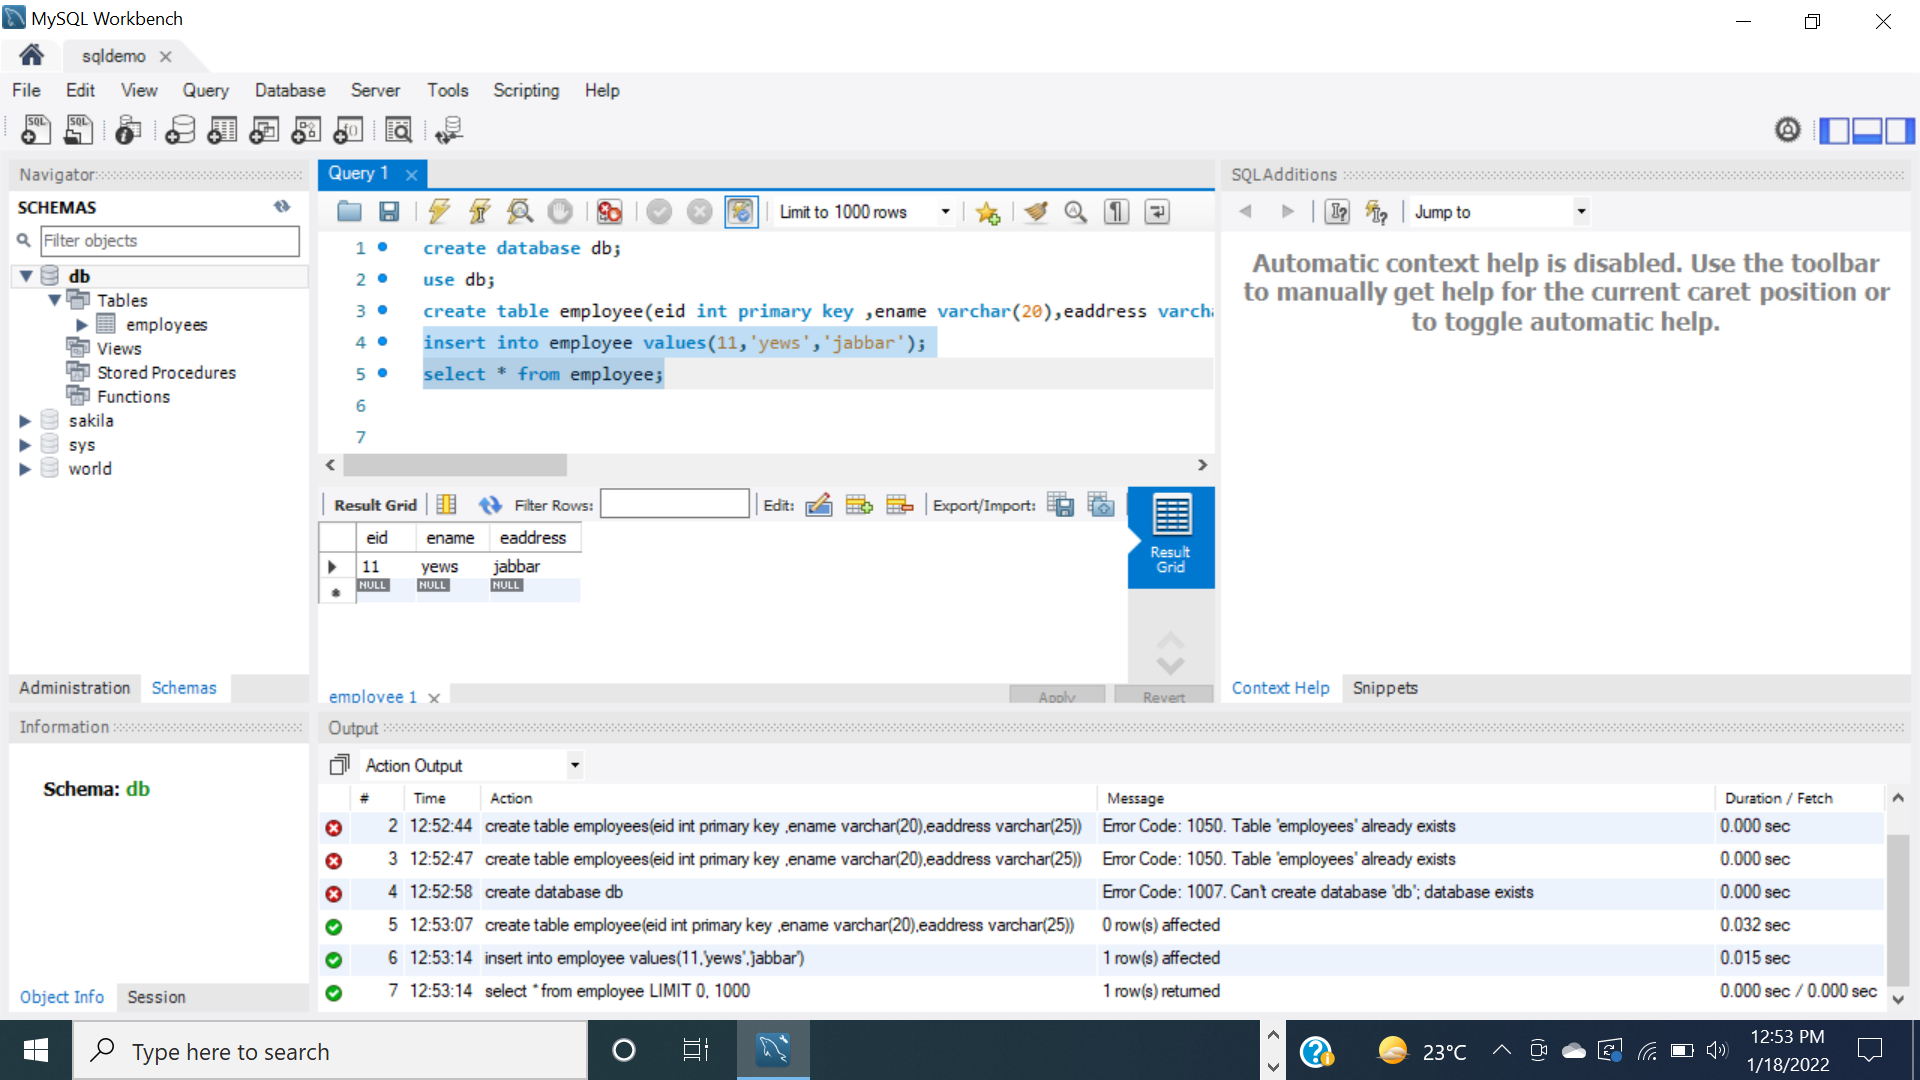 MySQL Workbench
sqldemo
File Edit View Query Database Server Tools Scripting Help
Navigator
SCHEMAS
Filter objects
db
Tables
employees
Views
Stored Procedures
Functions
sakila
sys
world
Administration Schemas
Information
Schema: db
Object Info Session
Query 1
Limit to 1000 rows
1 create database db;
2 use db;
3 create table employee(eid int primary key ,ename varchar(20),eaddress varcha
4 insert into employee values(11,'yews','jabbar');
5 select * from employee;
6
7
Result Grid Filter Rows: Edit: Export/Import:
eid ename eaddress
11 yews jabbar
NULL NULL NULL
Result
Grid
employee 1 Apply Revert
SQLAdditions
Jump to
Automatic context help is disabled. Use the toolbar
to manually get help for the current caret position or
to toggle automatic help.
Context Help Snippets
Output
Action Output
# Time Action Message Duration / Fetch
2 12:52:44 create table employees(eid int primary key ,ename varchar(20),eaddress varchar(25)) Error Code: 1050. Table 'employees' already exists 0.000 sec
3 12:52:47 create table employees(eid int primary key ,ename varchar(20),eaddress varchar(25)) Error Code: 1050. Table 'employees' already exists 0.000 sec
4 12:52:58 create database db Error Code: 1007. Can't create database 'db'; database exists 0.000 sec
5 12:53:07 create table employee(eid int primary key ,ename varchar(20),eaddress varchar(25)) 0 row(s) affected 0.032 sec
6 12:53:14 insert into employee values(11,'yews','jabbar') 1 row(s) affected 0.015 sec
7 12:53:14 select * from employee LIMIT 0, 1000 1 row(s) returned 0.000 sec / 0.000 sec
Type here to search
23°C
12:53 PM
1/18/2022